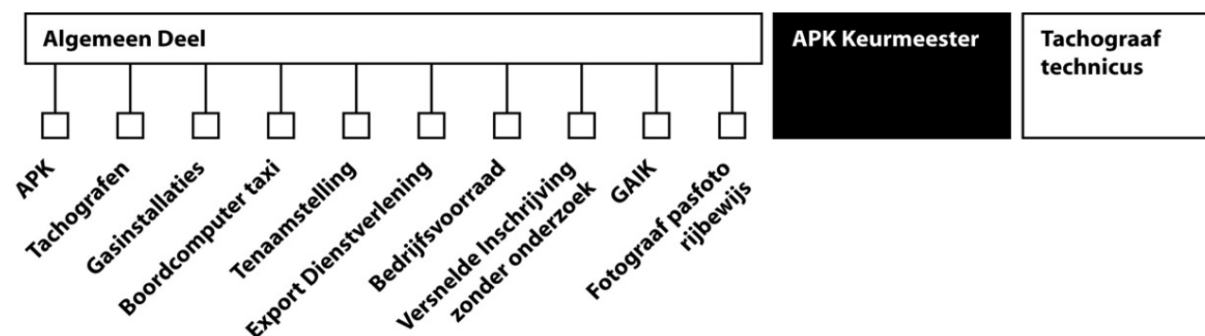 Algemeen Deel
APK Keurmeester
Tachograaf
technicus
APK
Tachografen
Gasinstallaties
Boordcomputer taxi
Tenaamstelling
Export Dienstverlening
Bedrijfsvoorraad
Versnelde Inschrijving
zonder onderzoek
GAIK
Fotograaf pasfoto
rijbewijs